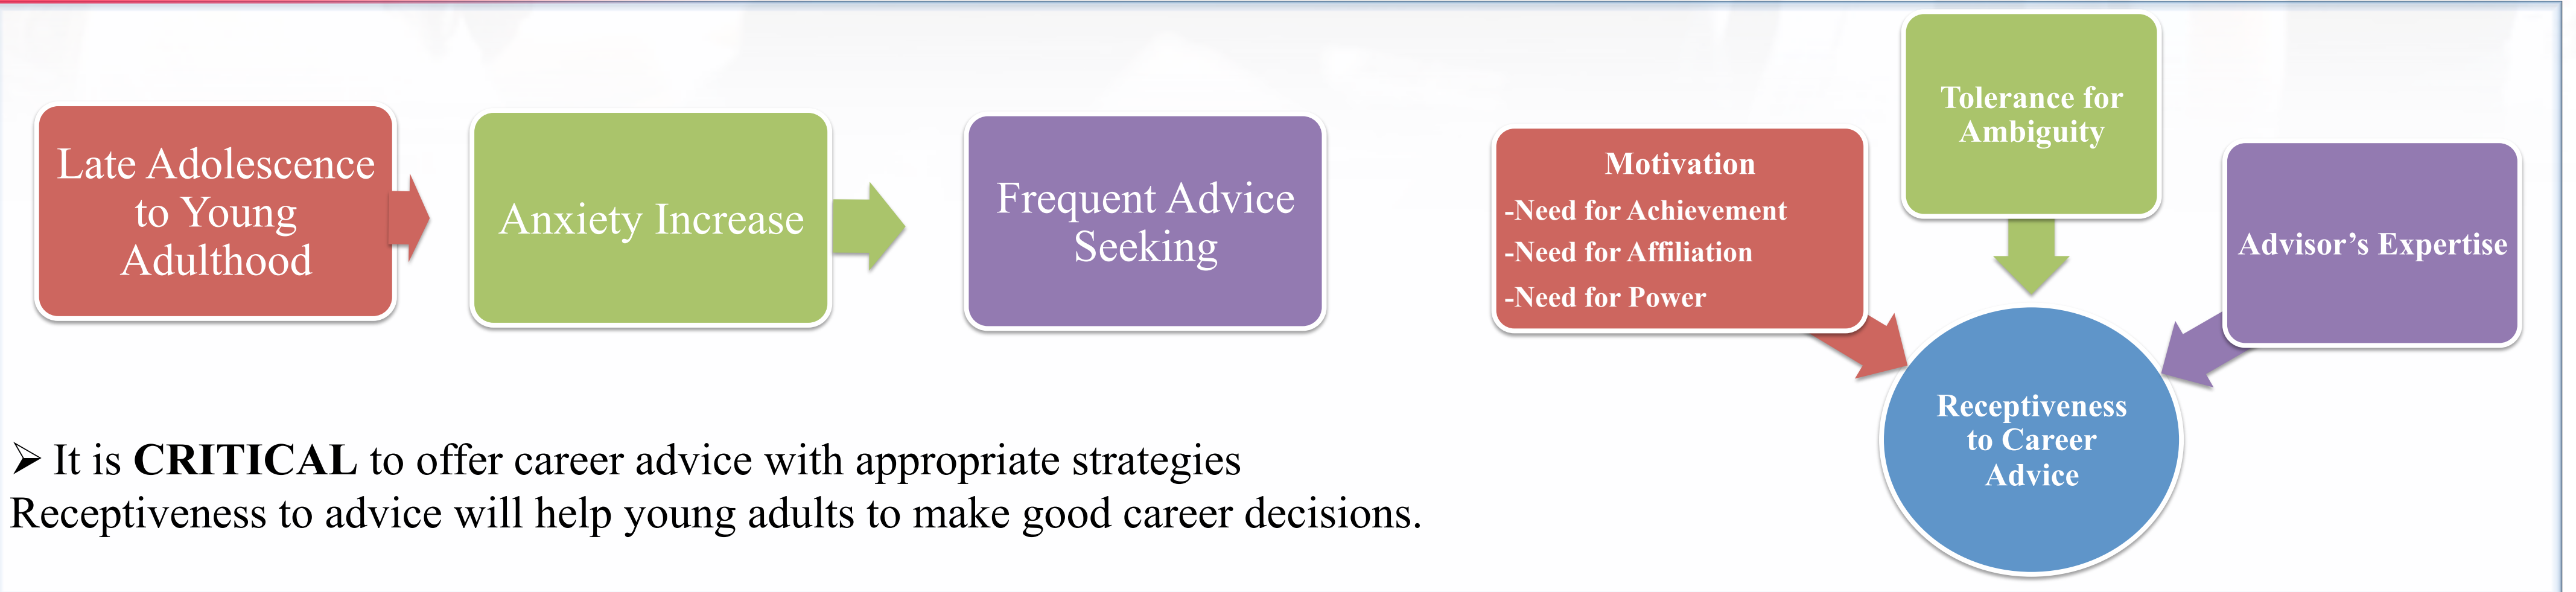 Late Adolescence
to Young
Adulthood
Anxiety Increase
Frequent Advice
Seeking
➢ It is CRITICAL to offer career advice with appropriate strategies
Receptiveness to advice will help young adults to make good career decisions.
Motivation
-Need for Achievement
-Need for Affiliation
-Need for Power
Tolerance for
Ambiguity
Advisor’s Expertise
Receptiveness
to Career
Advice